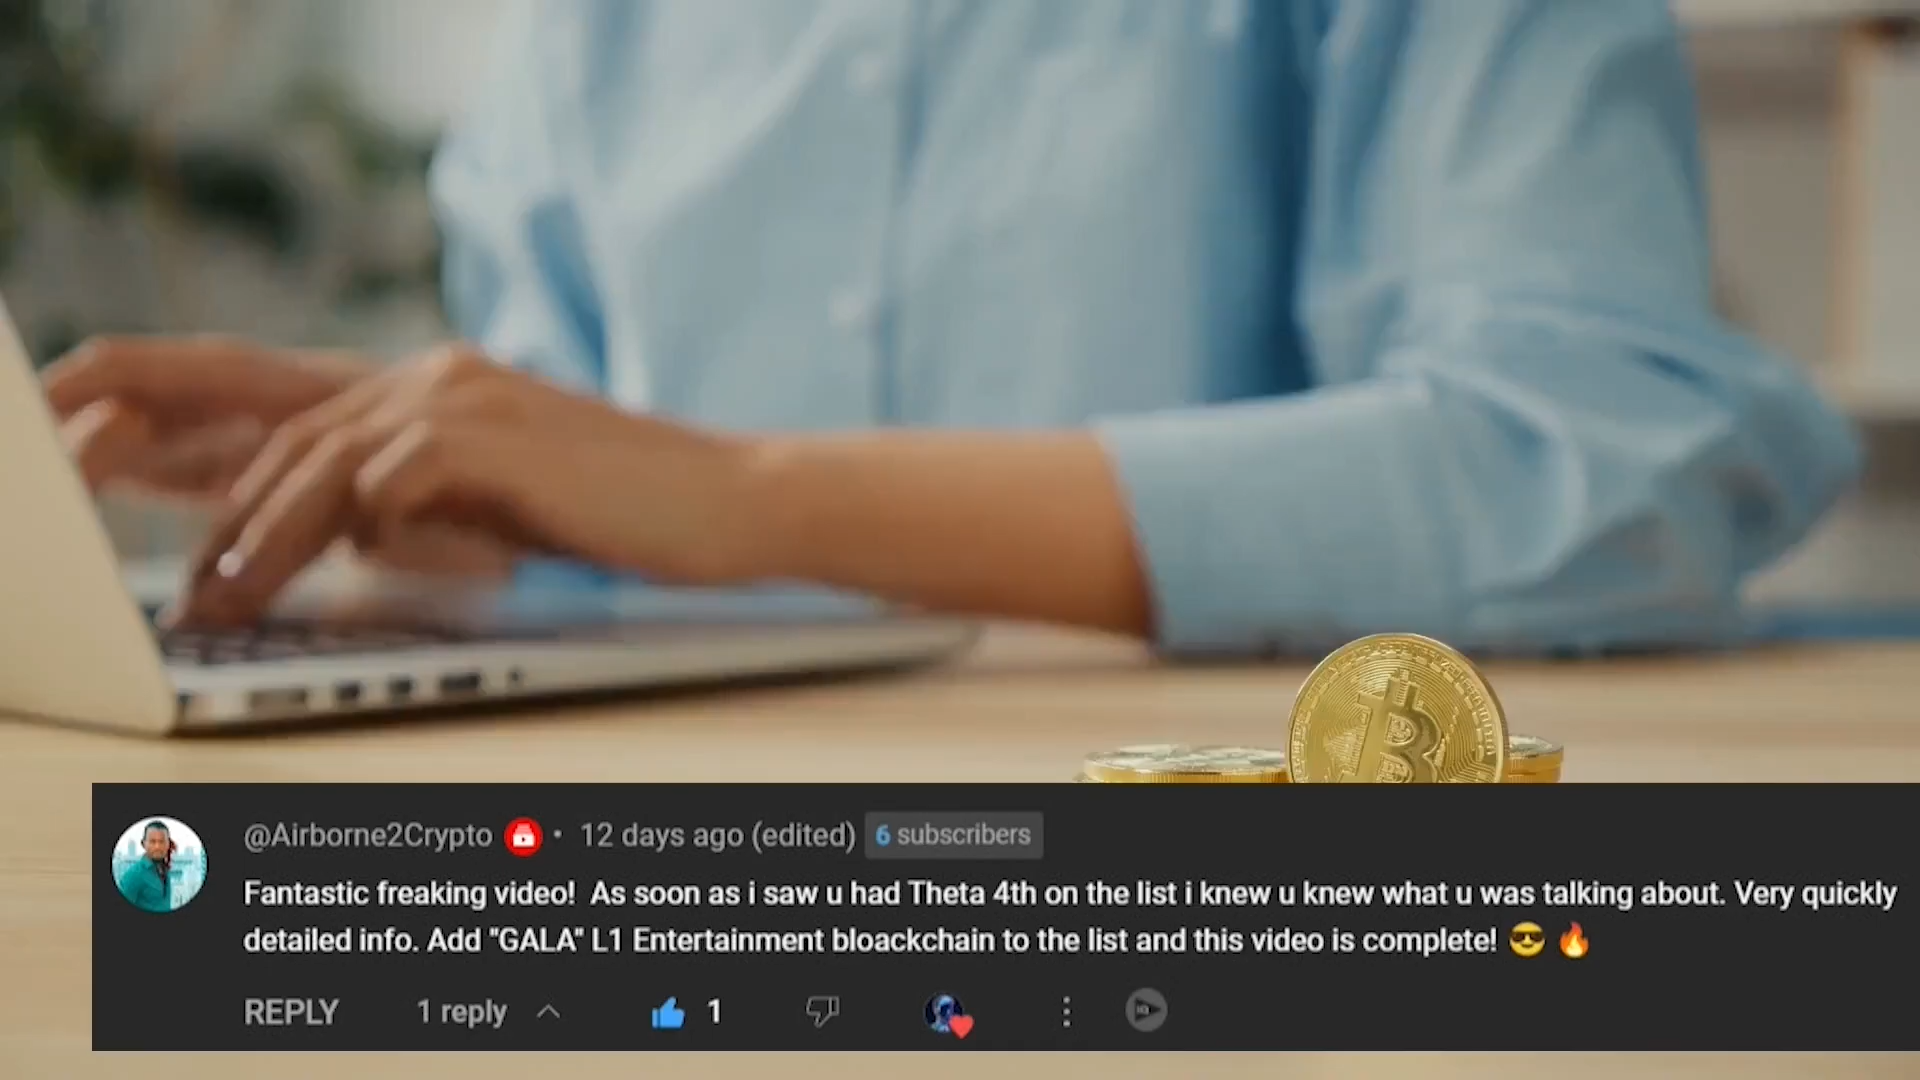 @Airborne2Crypto • 12 days ago (edited) 6 subscribers
Fantastic freaking video! As soon as i saw u had Theta 4th on the list i knew u knew what u was talking about. Very quickly
detailed info. Add "GALA" L1 Entertainment bloackchain to the list and this video is complete! 😎 🔥
REPLY 1 reply 1